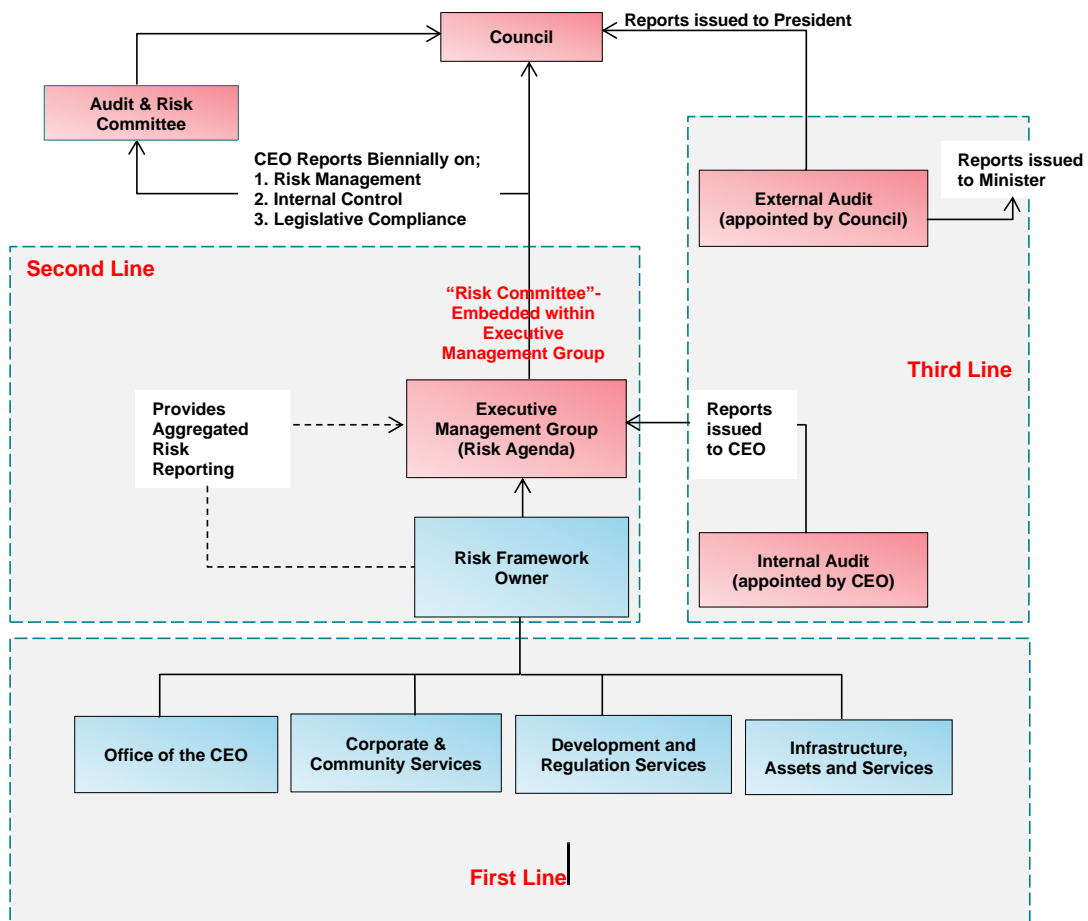 Reports issued to President
Council
Audit & Risk
Committee
CEO Reports Biennially on;
1. Risk Management
2. Internal Control
3. Legislative Compliance
External Audit
(appointed by Council)
Reports issued
to Minister
Second Line
“Risk Committee”-
Embedded within
Executive
Management Group
Third Line
Provides
Aggregated
Risk
Reporting
Executive
Management Group
(Risk Agenda)
Reports
issued
to CEO
Risk Framework
Owner
Internal Audit
(appointed by CEO)
Office of the CEO
Corporate &
Community Services
Development and
Regulation Services
Infrastructure,
Assets and Services
First Line